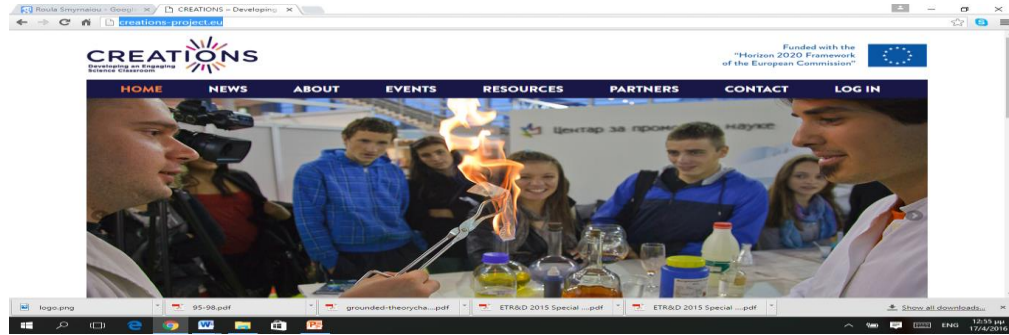 Roula Smyrnaiou - Googl
CREATIONS – Developing
creations-project.eu
CREATIONS
Developing an Engaging
Science Classroom
Funded with the
"Horizon 2020 Framework
of the European Commission"
HOME NEWS ABOUT EVENTS RESOURCES PARTNERS CONTACT LOG IN
Центар за промо науке
logo.png
95-98.pdf
grounded-theorycha....pdf
ETR&D 2015 Special ....pdf
ETR&D 2015 Special ....pdf
Show all downloads...
ENG
12:55 μμ
17/4/2016